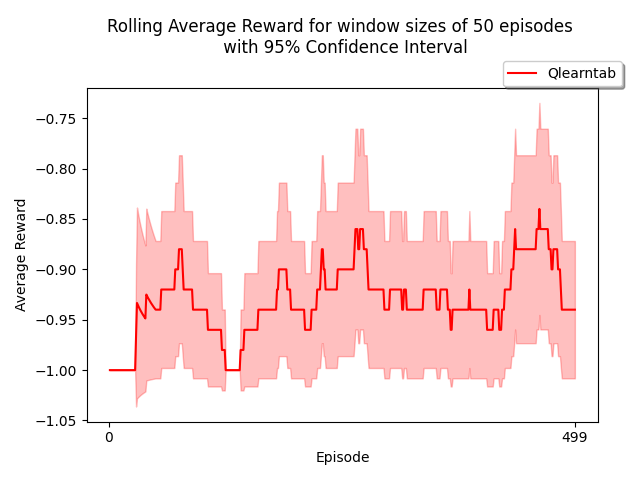 Rolling Average Reward for window sizes of 50 episodes
with 95% Confidence Interval
Qlearntab
−0.75
−0.80
−0.85
−0.90
−0.95
−1.00
−1.05
Average Reward
0
499
Episode